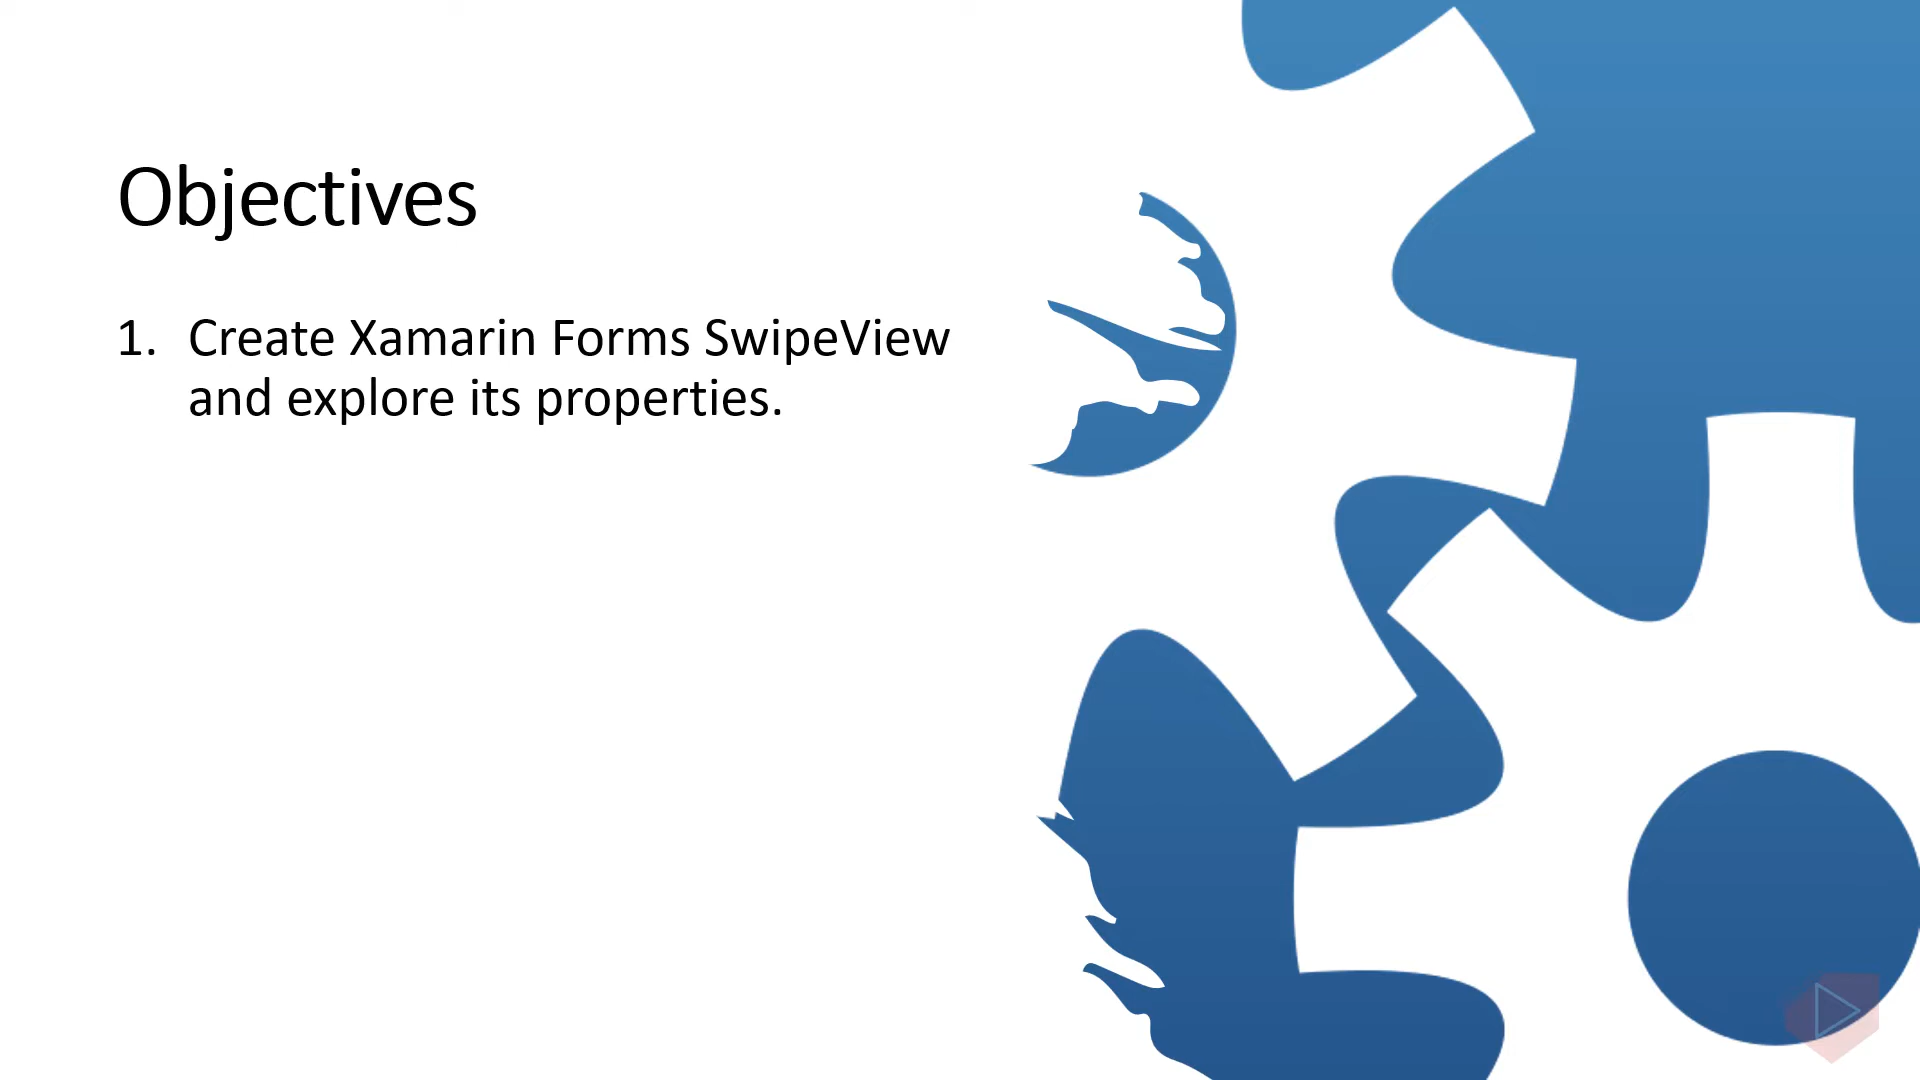 Objectives
1. Create Xamarin Forms SwipeView
and explore its properties.